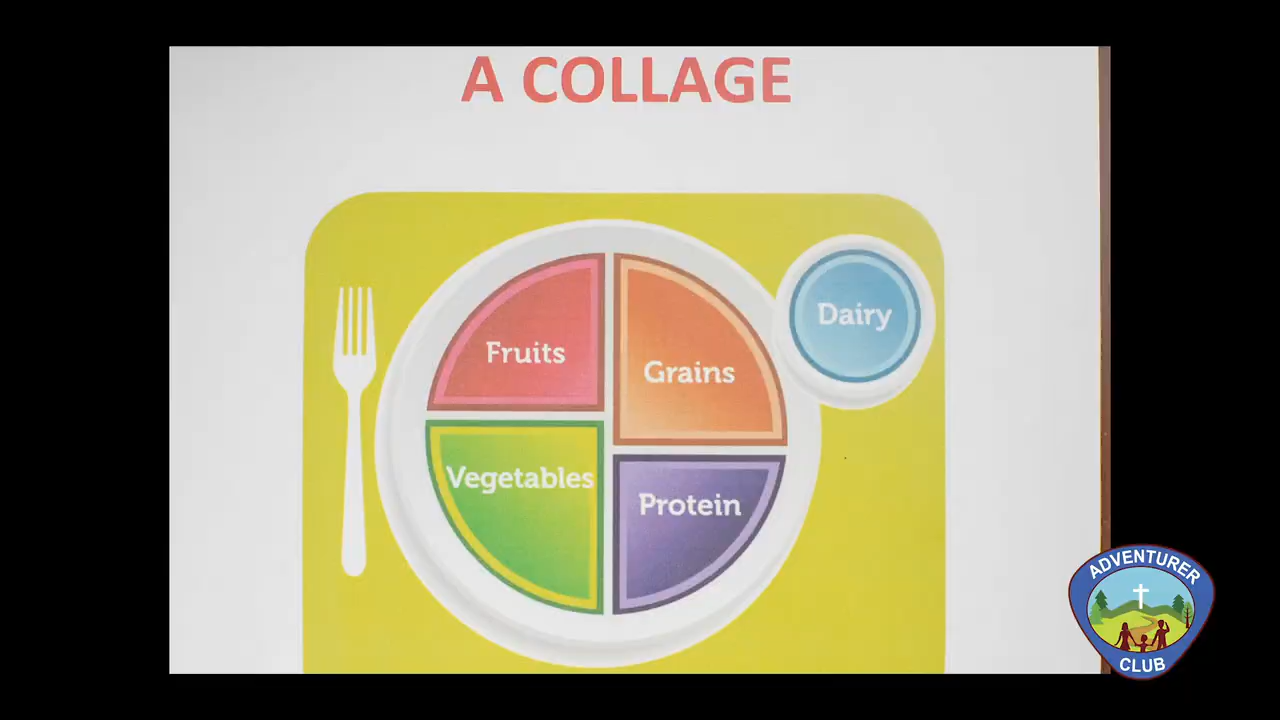 A COLLAGE
Fruits
Grains
Dairy
Vegetables
Protein
ADVENTURER
CLUB